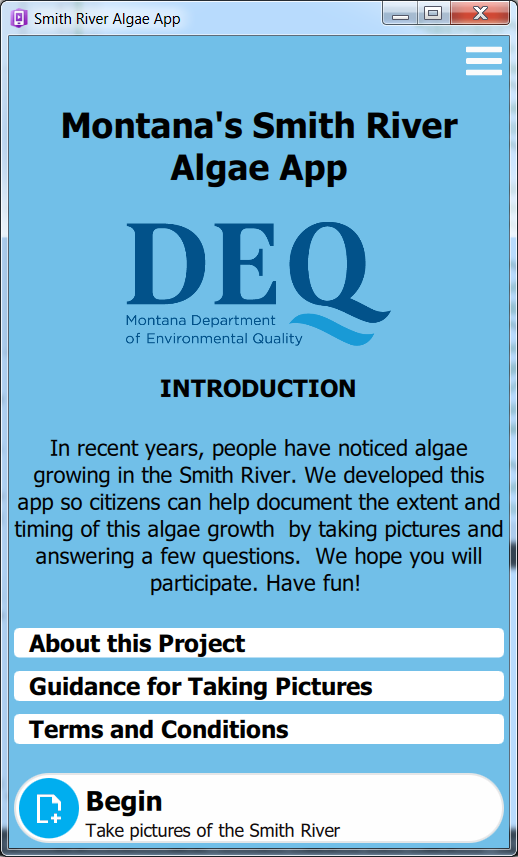 Smith River Algae App
Montana's Smith River
Algae App
DEQ
Montana Department
of Environmental Quality
INTRODUCTION
In recent years, people have noticed algae
growing in the Smith River. We developed this
app so citizens can help document the extent and
timing of this algae growth  by taking pictures and
answering a few questions.  We hope you will
participate. Have fun!
About this Project
Guidance for Taking Pictures
Terms and Conditions
Begin
Take pictures of the Smith River